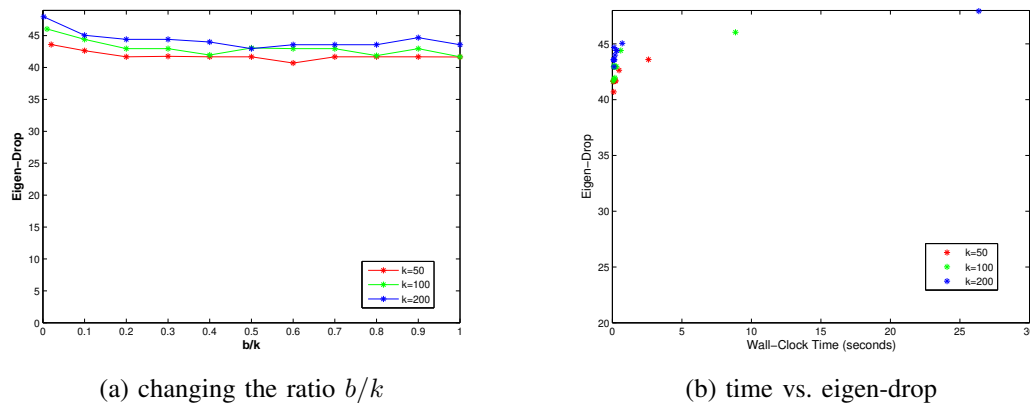 Eigen−Drop
45
40
35
30
25
20
15
10
5
0
0 0.1 0.2 0.3 0.4 0.5 0.6 0.7 0.8 0.9 1
b/k
k=50
k=100
k=200
(a) changing the ratio b/k
Eigen−Drop
45
40
35
30
25
20
0 5 10 15 20 25 30
Wall−Clock Time (seconds)
k=50
k=100
k=200
(b) time vs. eigen-drop